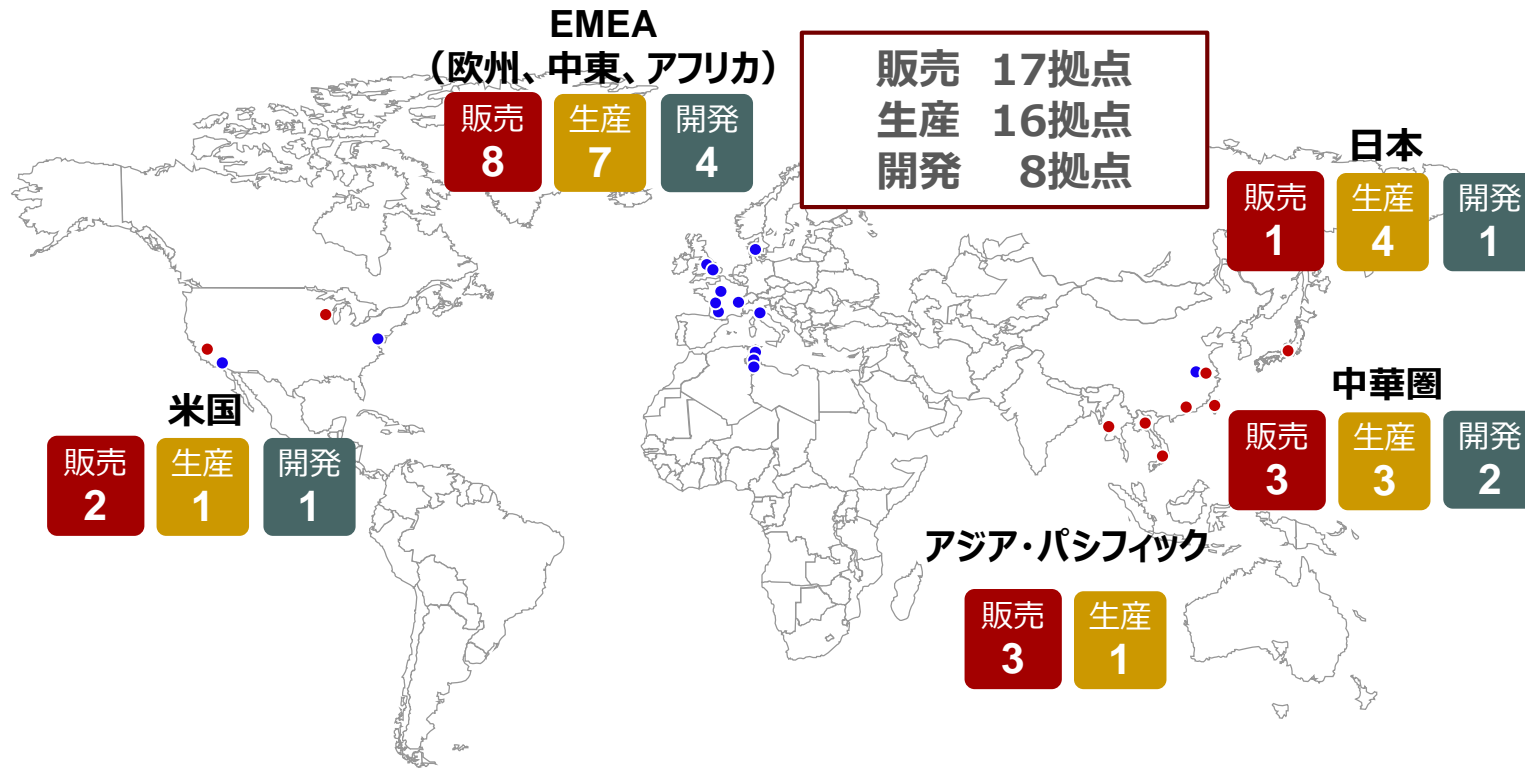 EMEA
（欧州、中東、アフリカ）
販売 8
生産 7
開発 4
販売 17拠点
生産 16拠点
開発 8拠点
日本
販売 1
生産 4
開発 1
米国
販売 2
生産 1
開発 1
中華圏
販売 3
生産 3
開発 2
アジア・パシフィック
販売 3
生産 1